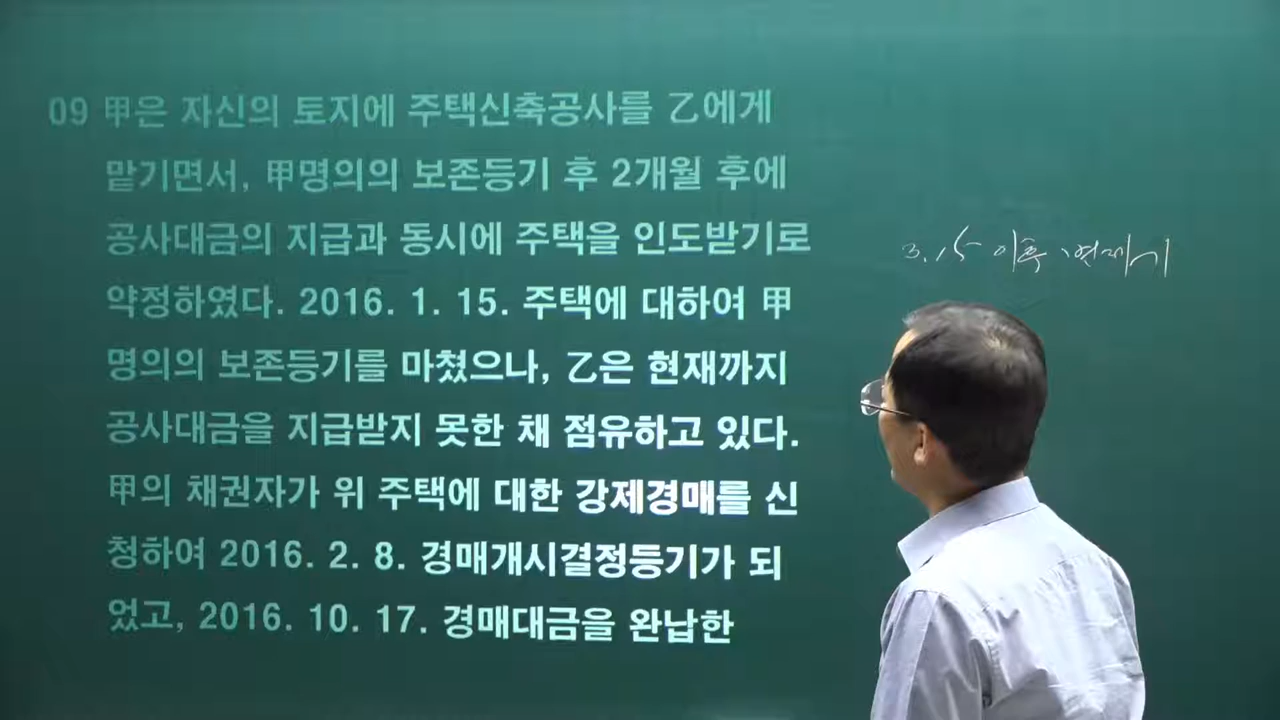 09 甲은 자신의 토지에 주택신축공사를 乙에게
맡기면서, 甲명의의 보존등기 후 2개월 후에
공사대금의 지급과 동시에 주택을 인도받기로
약정하였다. 2016. 1. 15. 주택에 대하여 甲
명의의 보존등기를 마쳤으나, 乙은 현재까지
공사대금을 지급받지 못한 채 점유하고 있다.
甲의 채권자가 위 주택에 대한 강제경매를 신
청하여 2016. 2. 8. 경매개시결정등기가 되
었고, 2016. 10. 17. 경매대금을 완납한
3. 15 이후 변제기